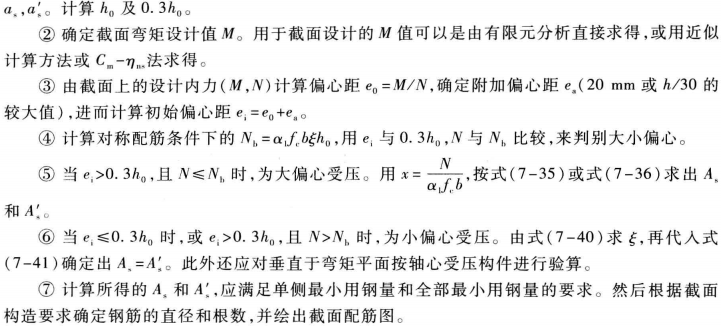 a_s,a'_s。计算 h_0 及 0.3h_0。
② 确定截面弯矩设计值 M。用于截面设计的 M 值可以是由有限元分析直接求得,或用近似
计算方法或 C_m-η_ns法求得。
③ 由截面上的设计内力(M,N)计算偏心距 e_0=M/N,确定附加偏心距 e_a(20 mm 或 h/30 的
较大值),进而计算初始偏心距 e_i=e_0+e_a。
④ 计算对称配筋条件下的 N_b=α_1f_cbξh_0,用 e_i 与 0.3h_0,N 与 N_b 比较,来判别大小偏心。
⑤ 当 e_i>0.3h_0,且 N≤N_b 时,为大偏心受压。用 x=N/(α_1f_cb),按式(7-35)或式(7-36)求出 A_s
和 A'_s。
⑥ 当 e_i≤0.3h_0 时,或 e_i>0.3h_0,且 N>N_b 时,为小偏心受压。由式(7-40)求 ξ,再代入式
(7-41)确定出 A_s=A'_s。此外还应对垂直于弯矩平面按轴心受压构件进行验算。
⑦ 计算所得的 A_s 和 A'_s,应满足单侧最小用钢量和全部最小用钢量的要求。然后根据截面
构造要求确定钢筋的直径和根数,并绘出截面配筋图。